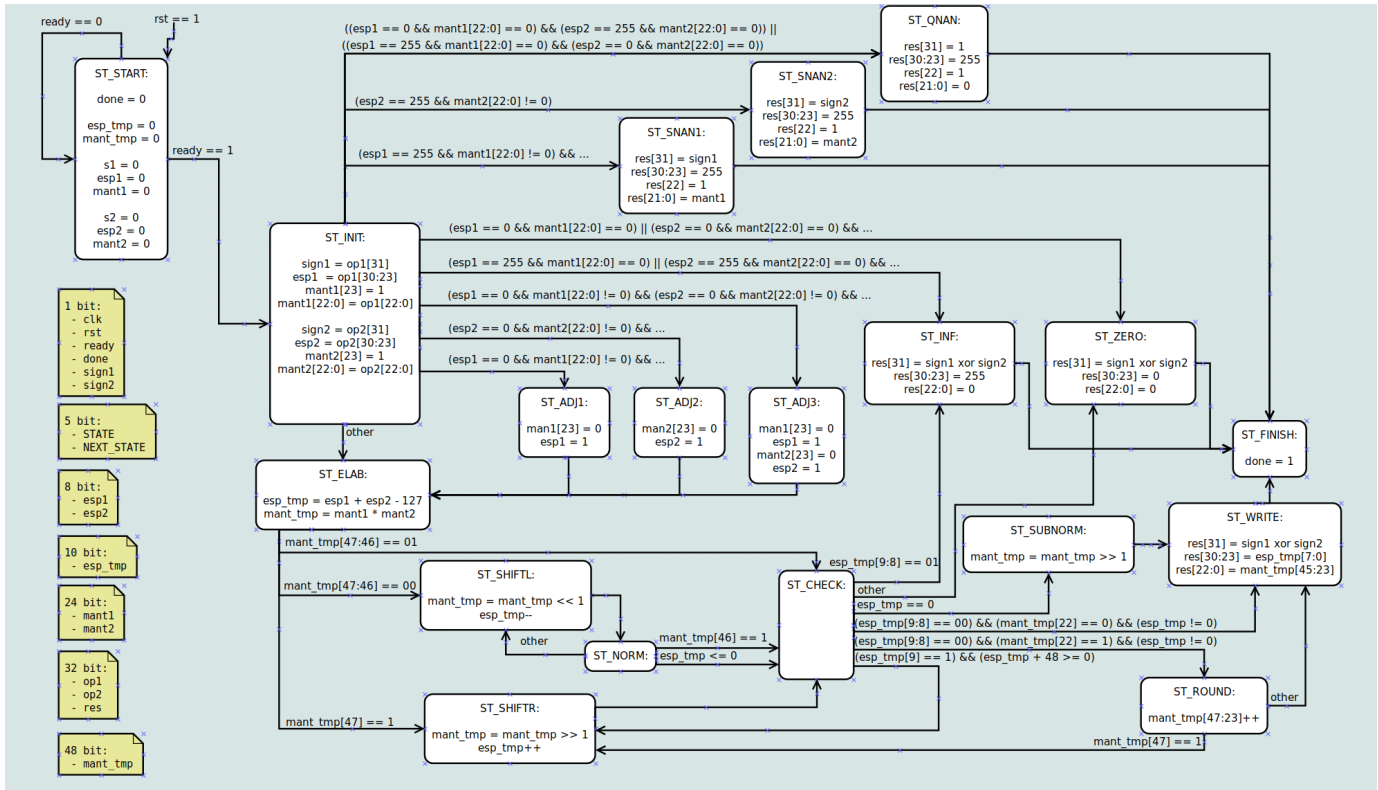 ready == 0
rst == 1
ST_START:
done = 0
esp_tmp = 0
mant_tmp = 0
s1 = 0
esp1 = 0
mant1 = 0
s2 = 0
esp2 = 0
mant2 = 0
ready == 1
((esp1 == 0 && mant1[22:0] == 0) && (esp2 == 255 && mant2[22:0] == 0)) ||
((esp1 == 255 && mant1[22:0] == 0) && (esp2 == 0 && mant2[22:0] == 0))
ST_QNAN:
res[31] = 1
res[30:23] = 255
res[22] = 1
res[21:0] = 0
(esp2 == 255 && mant2[22:0] != 0)
ST_SNAN2:
res[31] = sign2
res[30:23] = 255
res[22] = 1
res[21:0] = mant2
(esp1 == 255 && mant1[22:0] != 0) && ...
ST_SNAN1:
res[31] = sign1
res[30:23] = 255
res[22] = 1
res[21:0] = mant1
ST_INIT:
sign1 = op1[31]
esp1  = op1[30:23]
mant1[23] = 1
mant1[22:0] = op1[22:0]
sign2 = op2[31]
esp2 = op2[30:23]
mant2[23] = 1
mant2[22:0] = op2[22:0]
(esp1 == 0 && mant1[22:0] == 0) || (esp2 == 0 && mant2[22:0] == 0) && ...
(esp1 == 255 && mant1[22:0] == 0) || (esp2 == 255 && mant2[22:0] == 0) && ...
(esp1 == 0 && mant1[22:0] != 0) && (esp2 == 0 && mant2[22:0] != 0) && ...
(esp2 == 0 && mant2[22:0] != 0) && ...
(esp1 == 0 && mant1[22:0] != 0) && ...
ST_INF:
res[31] = sign1 xor sign2
res[30:23] = 255
res[22:0] = 0
ST_ZERO:
res[31] = sign1 xor sign2
res[30:23] = 0
res[22:0] = 0
ST_ADJ1:
man1[23] = 0
esp1 = 1
ST_ADJ2:
man2[23] = 0
esp2 = 1
ST_ADJ3:
man1[23] = 0
esp1 = 1
mant2[23] = 0
esp2 = 1
ST_FINISH:
done = 1
other
ST_ELAB:
esp_tmp = esp1 + esp2 - 127
mant_tmp = mant1 * mant2
1 bit:
- clk
- rst
- ready
- done
- sign1
- sign2
5 bit:
- STATE
- NEXT_STATE
8 bit:
- esp1
- esp2
10 bit:
- esp_tmp
24 bit:
- mant1
- mant2
32 bit:
- op1
- op2
- res
48 bit:
- mant_tmp
mant_tmp[47:46] == 01
mant_tmp[47:46] == 00
mant_tmp[47] == 1
ST_SHIFTL:
mant_tmp = mant_tmp << 1
esp_tmp--
other
ST_NORM:
mant_tmp[46] == 1
esp_tmp <= 0
ST_SHIFTR:
mant_tmp = mant_tmp >> 1
esp_tmp++
ST_CHECK:
esp_tmp[9:8] == 01
other
esp_tmp == 0
(esp_tmp[9:8] == 00) && (mant_tmp[22] == 0) && (esp_tmp != 0)
(esp_tmp[9:8] == 00) && (mant_tmp[22] == 1) && (esp_tmp != 0)
(esp_tmp[9] == 1) && (esp_tmp + 48 >= 0)
ST_SUBNORM:
mant_tmp = mant_tmp >> 1
ST_WRITE:
res[31] = sign1 xor sign2
res[30:23] = esp_tmp[7:0]
res[22:0] = mant_tmp[45:23]
ST_ROUND:
mant_tmp[47:23]++
other
mant_tmp[47] == 1